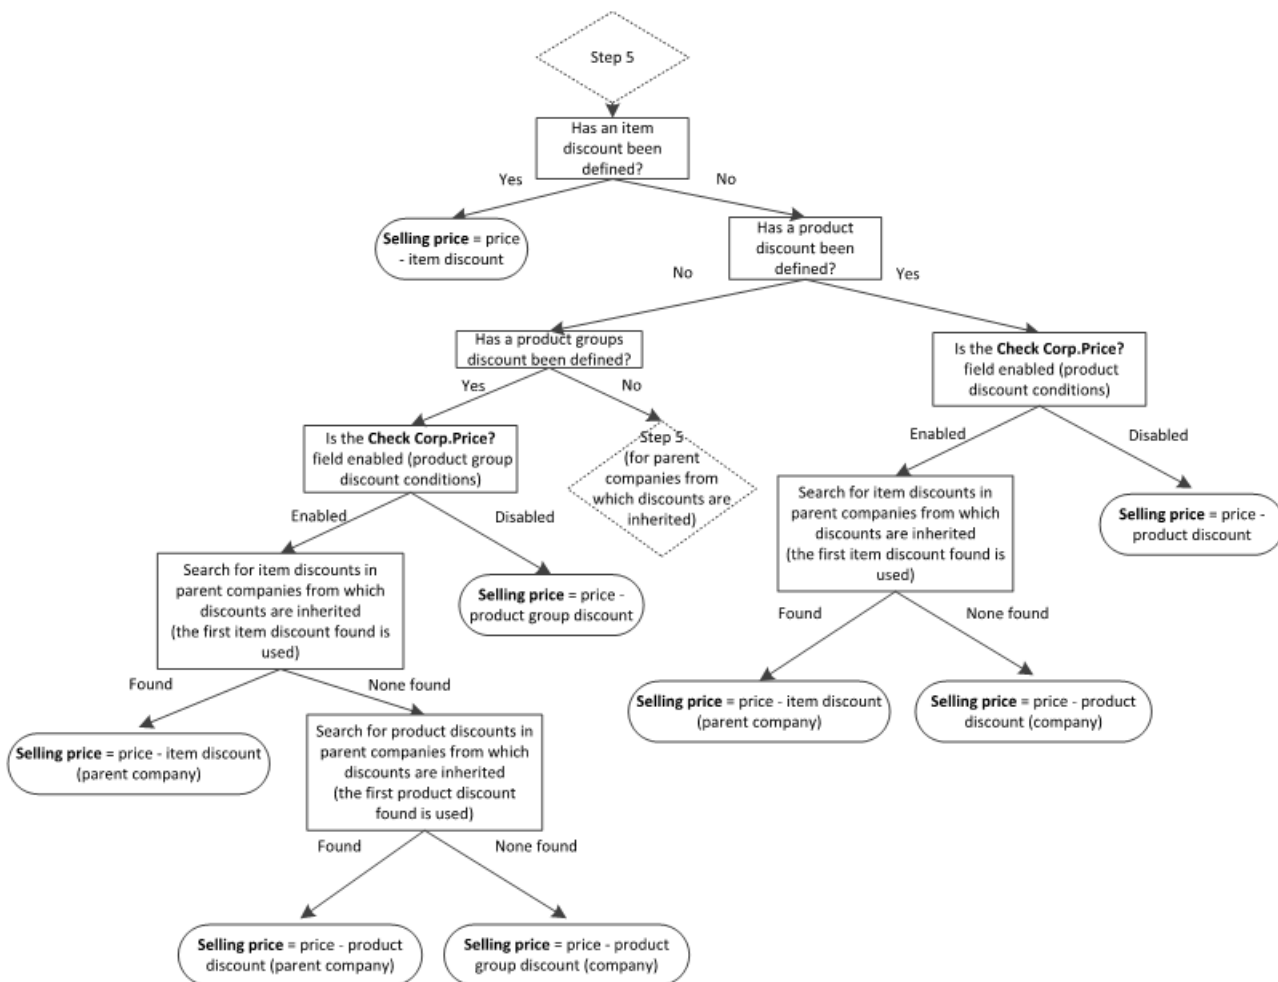 Step 5
Has an item
discount been
defined?
Yes
No
Selling price = price
- item discount
Has a product
discount been
defined?
No
Yes
Has a product groups
discount been defined?
Is the Check Corp.Price?
field enabled (product
discount conditions)
Yes
No
Is the Check Corp.Price?
field enabled (product group
discount conditions)
Step 5
(for parent
companies from
which discounts are
inherited)
Enabled
Disabled
Search for item discounts in
parent companies from which
discounts are inherited
(the first item discount found is
used)
Selling price = price -
product discount
Enabled
Disabled
Search for item discounts in
parent companies from which
discounts are inherited
(the first item discount found is
used)
Selling price = price -
product group discount
Found
None found
Selling price = price - item discount
(parent company)
Selling price = price - product
discount (company)
Found
None found
Selling price = price - item discount
(parent company)
Search for product discounts in
parent companies from which
discounts are inherited
(the first product discount
found is used)
Found
None found
Selling price = price - product
discount (parent company)
Selling price = price - product
group discount (company)